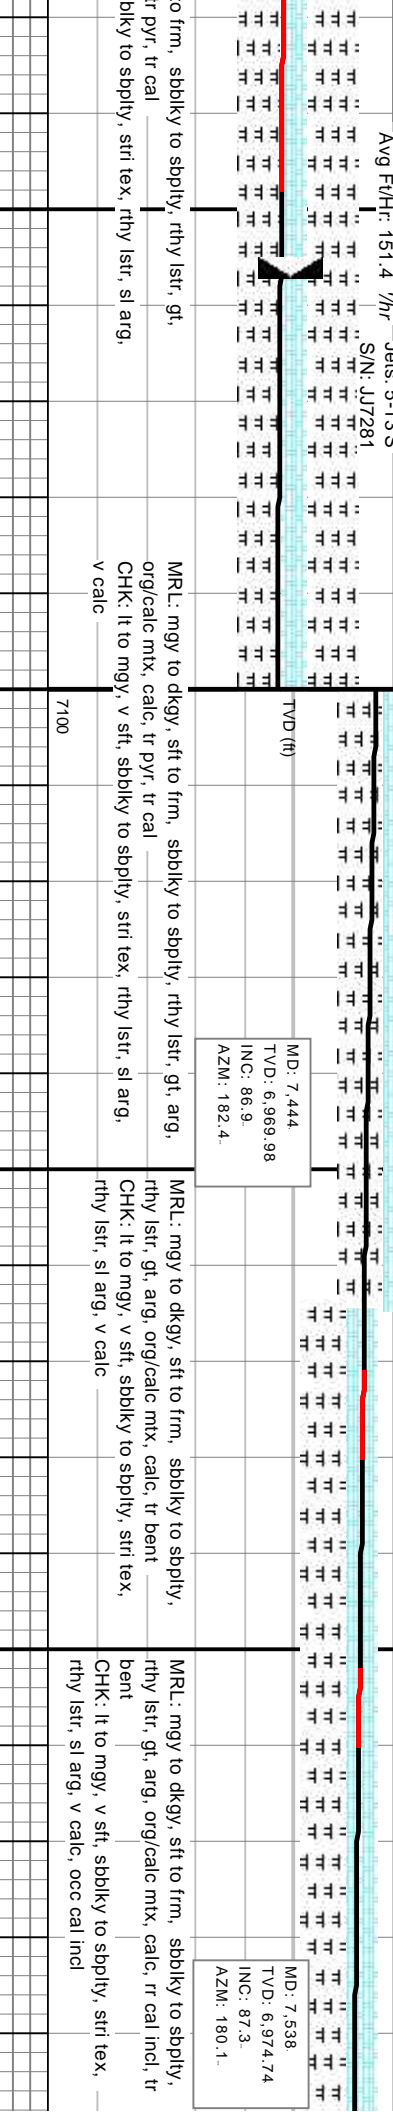 Avg Ft/Hr: 151.4 '/hr
Jets: 5-13's
S/N: JJ7281
to frm, sbblky to sbplty, rthy lstr, gt,
tr pyr, tr cal
blky to sbplty, stri tex, rthy lstr, sl arg,
MRL: mgy to dkgy, sft to frm, sbblky to sbplty, rthy lstr, gt, arg,
org/calc mtx, calc, tr pyr, tr cal
CHK: lt to mgy, v sft, sbblky to sbplty, stri tex, rthy lstr, sl arg,
v calc
TVD (ft)
7100
MD: 7,444
TVD: 6,969.98
INC: 86.9
AZM: 182.4
MRL: mgy to dkgy, sft to frm, sbblky to sbplty,
rthy lstr, gt, arg, org/calc mtx, calc, tr bent
CHK: lt to mgy, v sft, sbblky to sbplty, stri tex,
rthy lstr, sl arg, v calc
MRL: mgy to dkgy, sft to frm, sbblky to sbplty,
rthy lstr, gt, arg, org/calc mtx, calc, rr cal incl, tr
bent
CHK: lt to mgy, v sft, sbblky to sbplty, stri tex,
rthy lstr, sl arg, v calc, occ cal incl
MD: 7,538
TVD: 6,974.74
INC: 87.3
AZM: 180.1